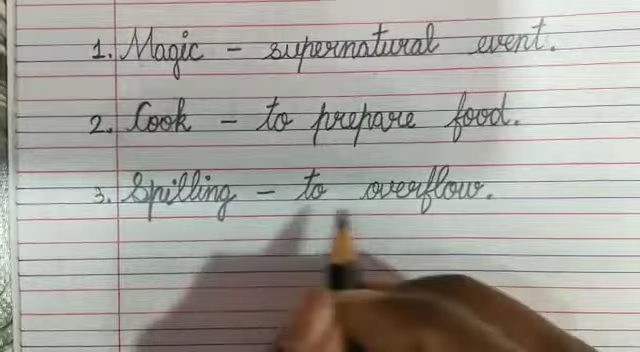 1. Magic - supernatural event.
2. Cook - to prepare food.
3. Spilling - to overflow.